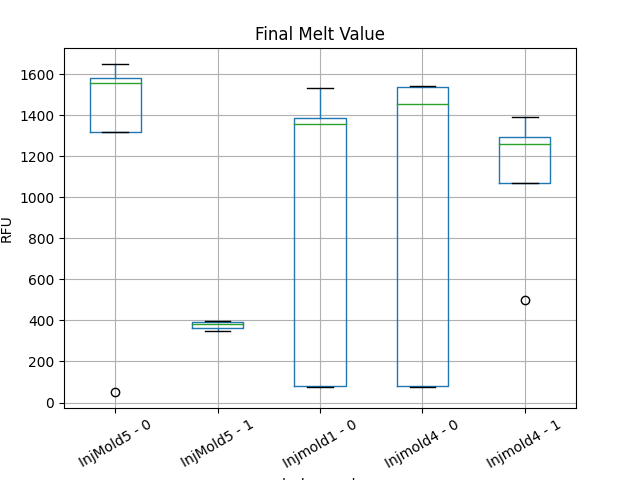 Final Melt Value
RFU
1600
1400
1200
1000
800
600
400
200
0
InjMold5 - 0
InjMold5 - 1
Injmold1 - 0
Injmold4 - 0
Injmold4 - 1